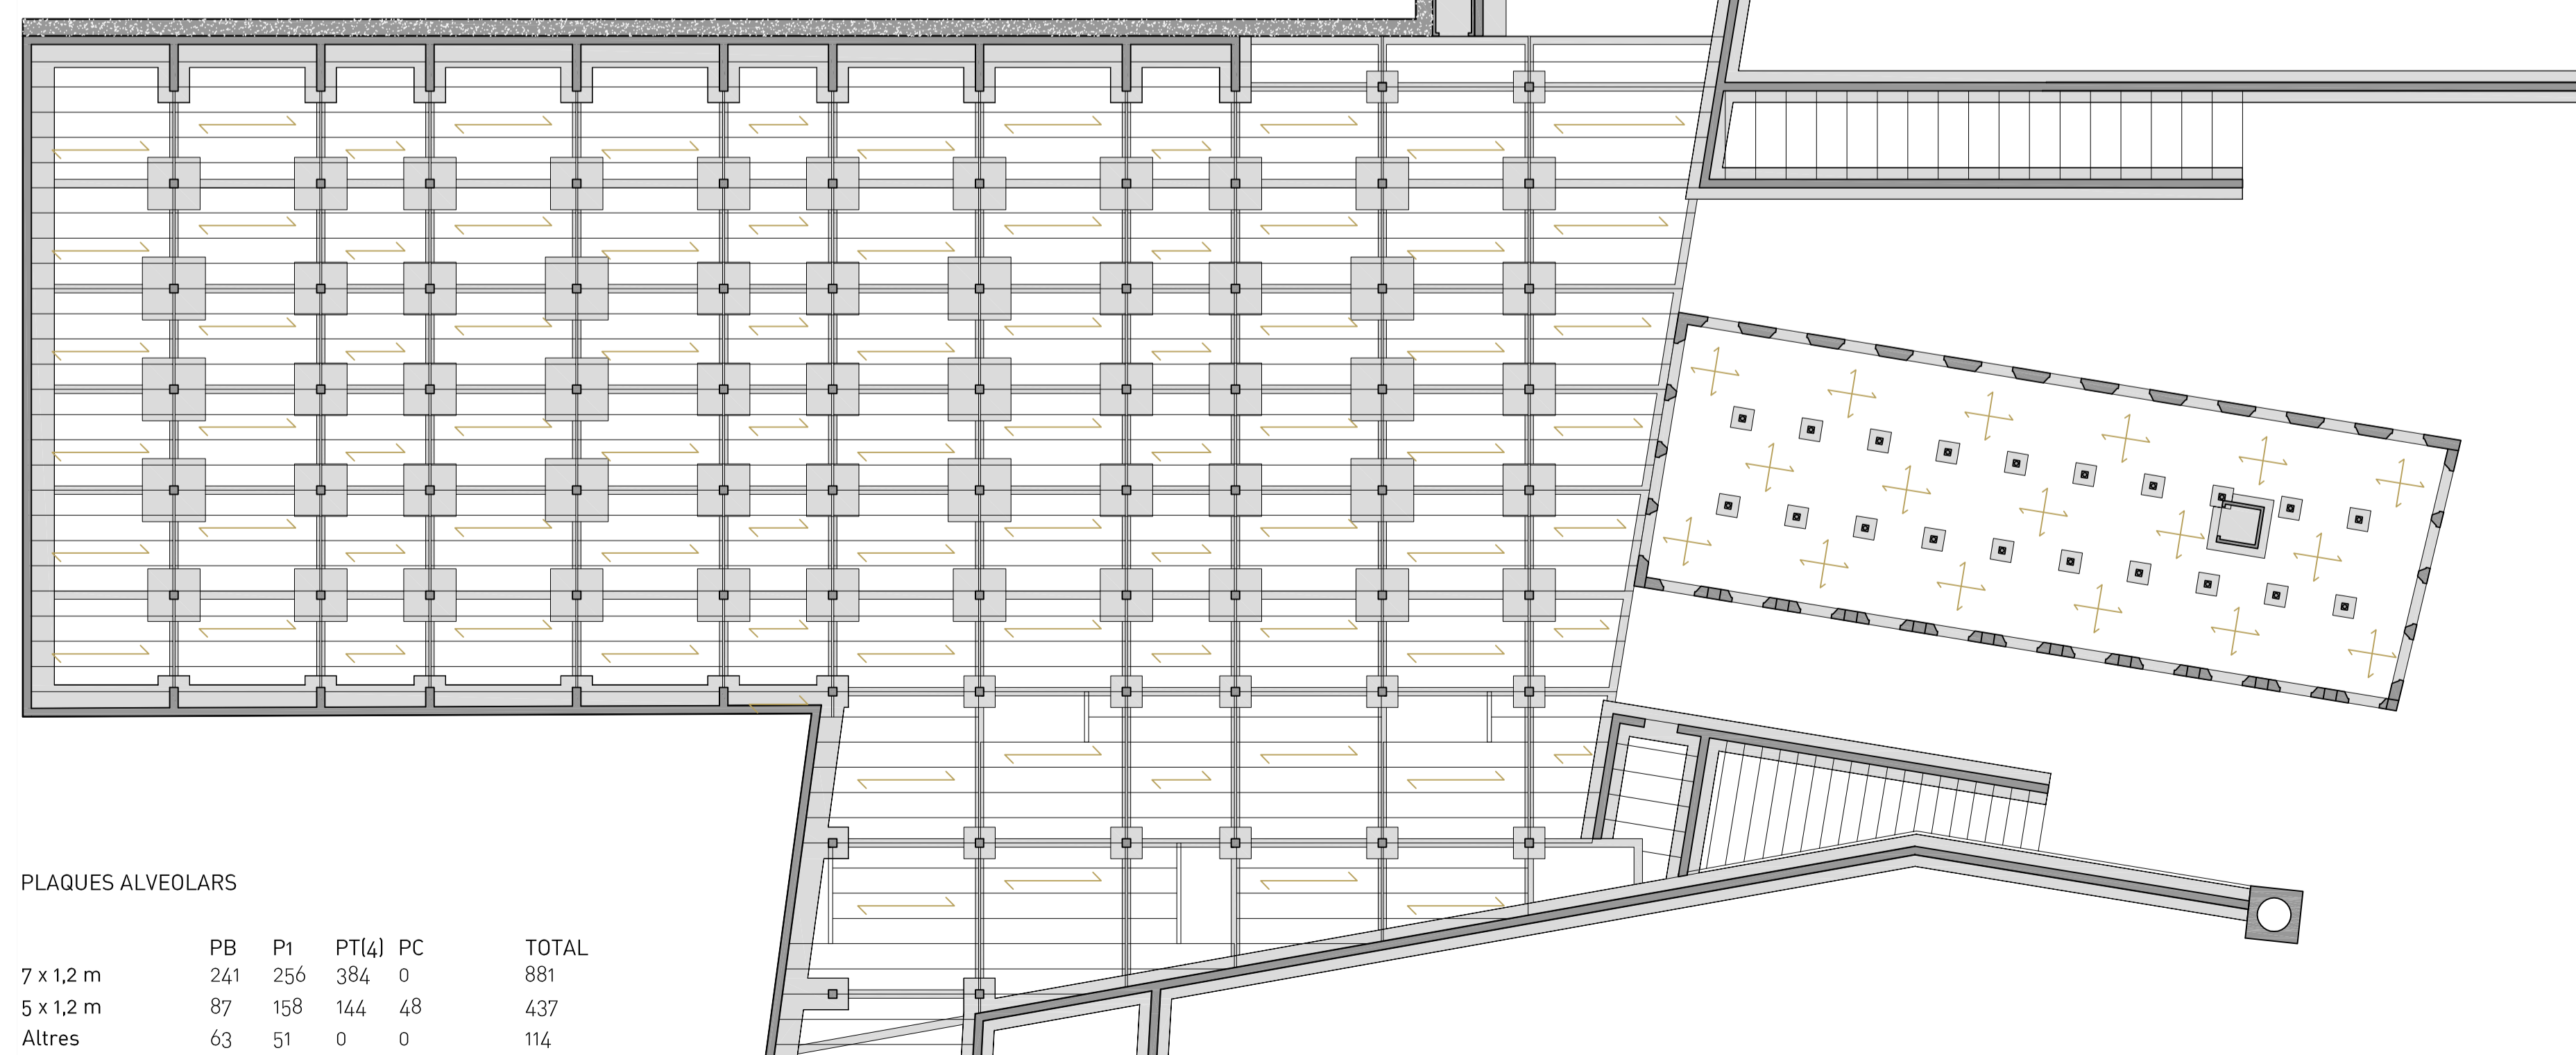 PLAQUES ALVEOLARS
PB P1 PT(4) PC TOTAL
7 x 1,2 m 241 256 384 0 881
5 x 1,2 m 87 158 144 48 437
Altres 63 51 0 0 114